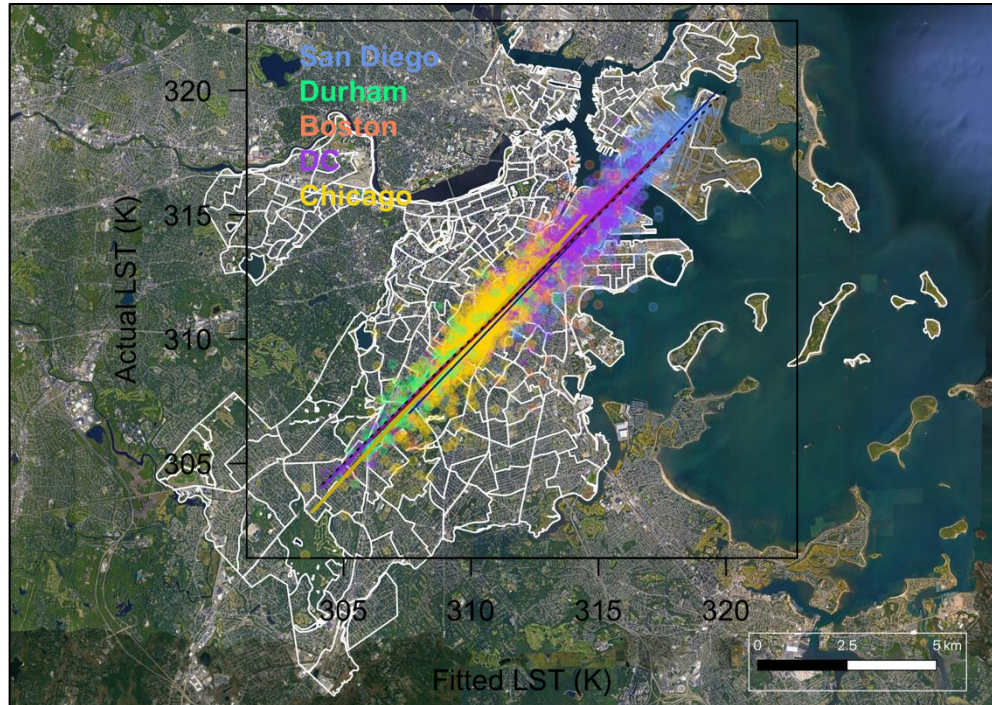 San Diego
Durham
Boston
DC
Chicago
320
315
310
305
Actual LST (K)
305
310
315
320
Fitted LST (K)
0
2.5
5 km